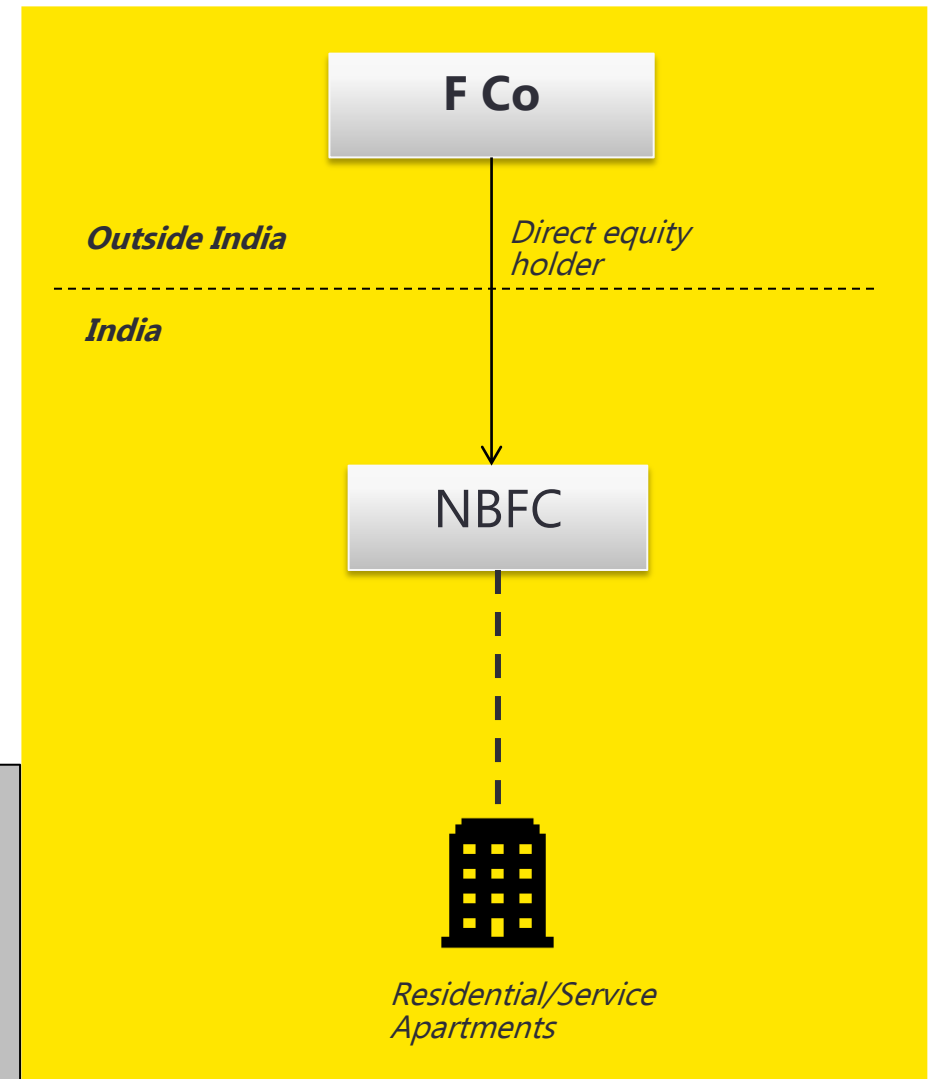 F Co
Outside India
Direct equity
holder
India
NBFC
Residential/Service
Apartments